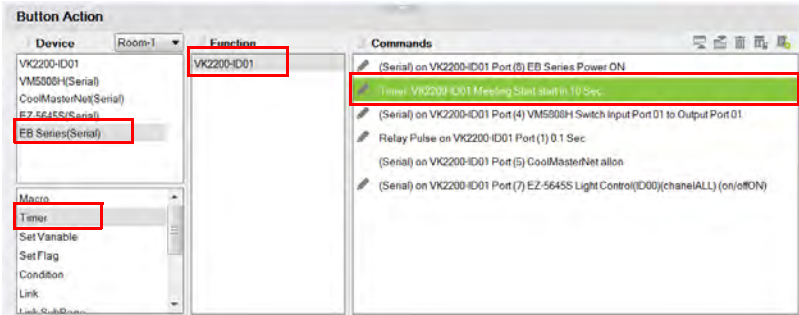 Button Action
Device
Room-1
Function
Commands
VK2200-ID01
VM5808H(Serial)
CoolMasterNet(Serial)
EZ-5645S(Serial)
EB Series(Serial)
Macro
Timer
Set Variable
Set Flag
Condition
Link
Link SubPage
VK2200-ID01
(Serial) on VK2200-ID01 Port (6) EB Series Power ON
Timer: VK2200-ID01 Meeting Start start in 10 Sec
(Serial) on VK2200-ID01 Port (4) VM5808H Switch Input Port 01 to Output Port 01
Relay Pulse on VK2200-ID01 Port (1) 0.1 Sec
(Serial) on VK2200-ID01 Port (5) CoolMasterNet allon
(Serial) on VK2200-ID01 Port (7) EZ-5645S Light Control(ID00)(chanelALL) (on/offON)